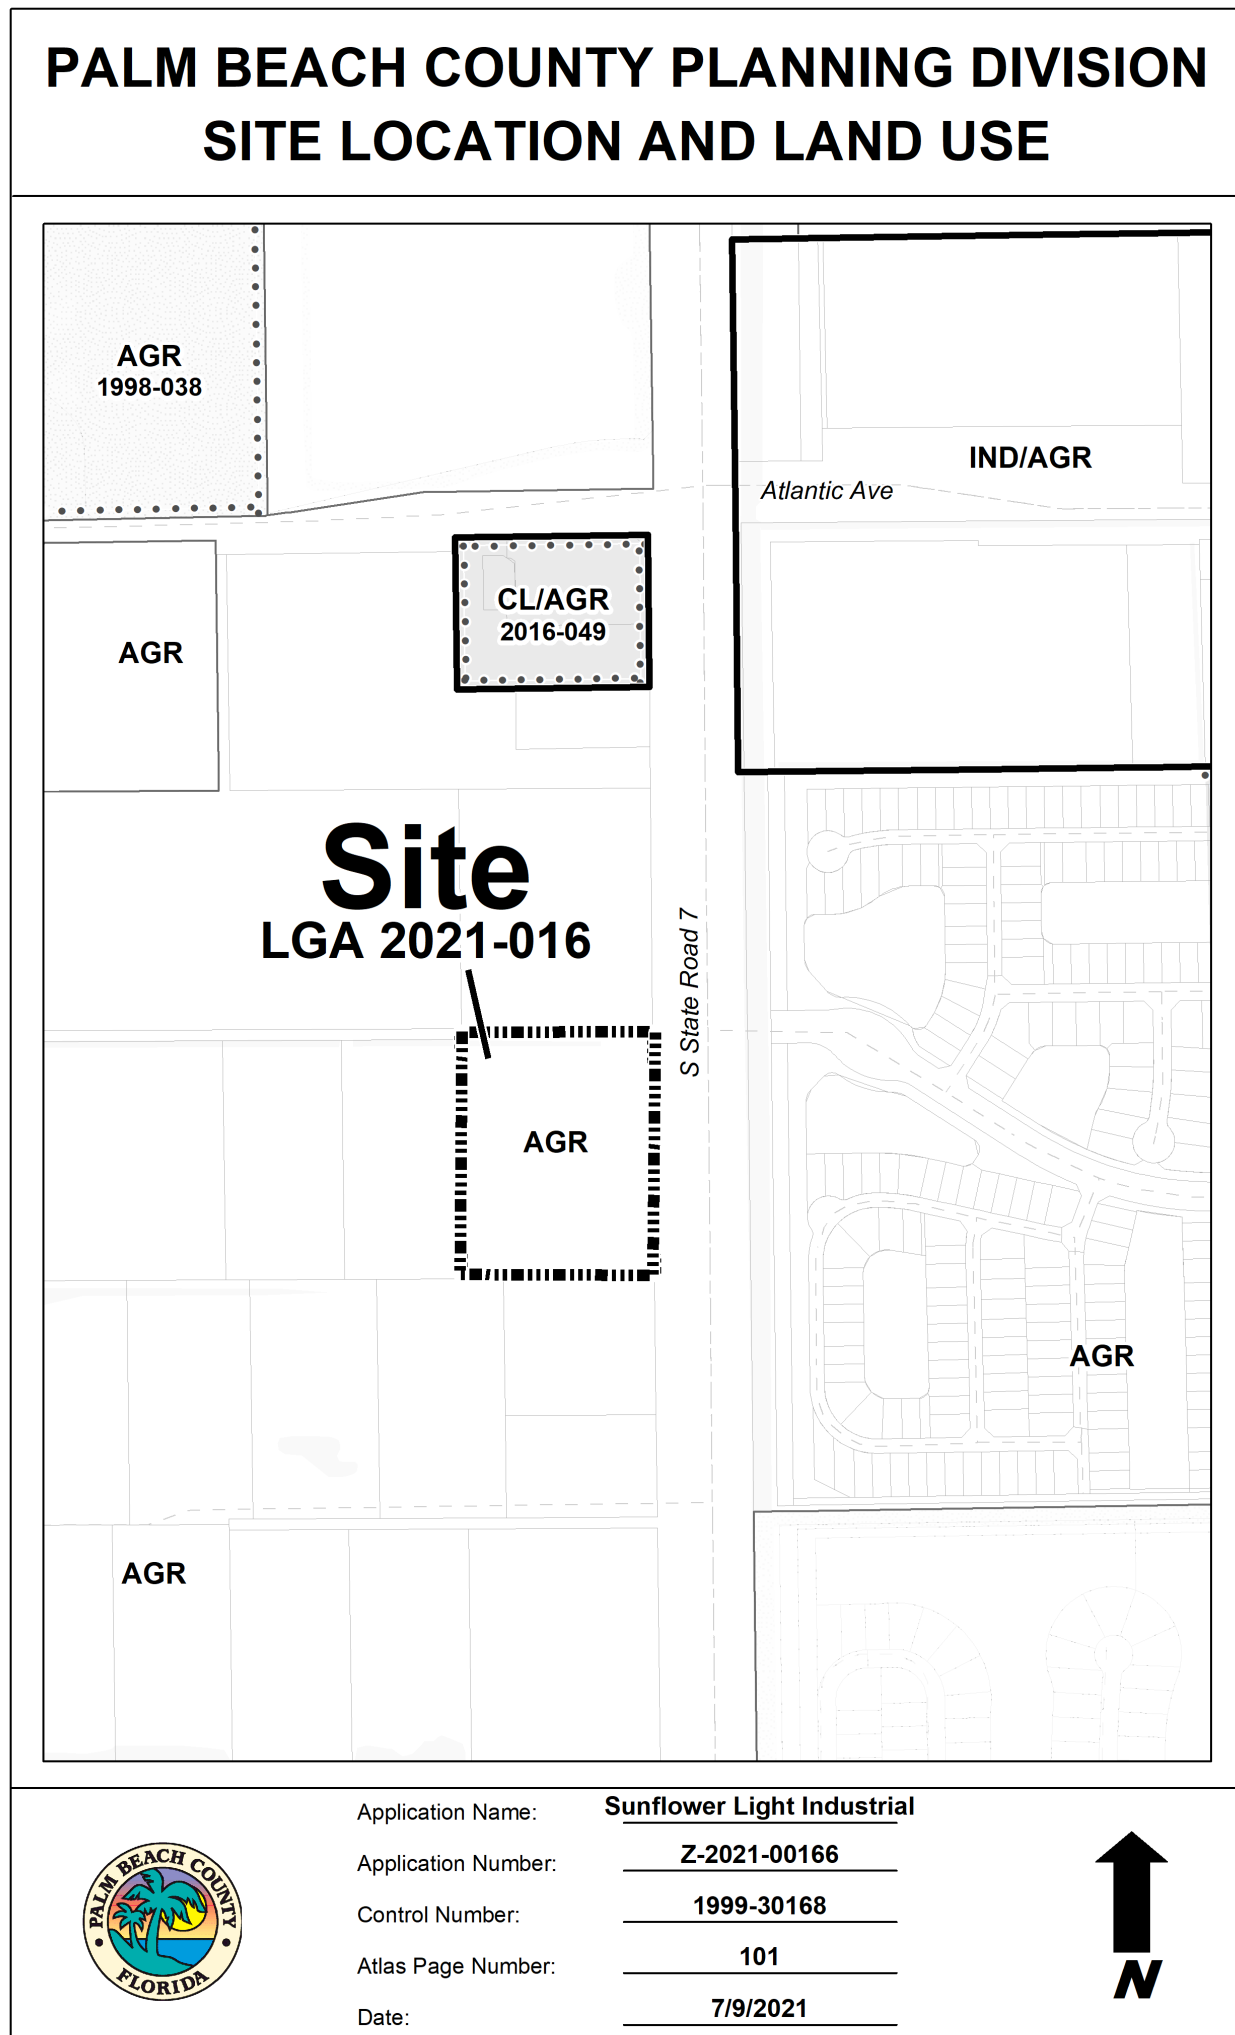 PALM BEACH COUNTY PLANNING DIVISION
SITE LOCATION AND LAND USE
AGR
1998-038
IND/AGR
Atlantic Ave
CL/AGR
2016-049
AGR
Site
LGA 2021-016
S State Road 7
AGR
AGR
AGR
Application Name: Sunflower Light Industrial
Application Number: Z-2021-00166
Control Number: 1999-30168
Atlas Page Number: 101
Date: 7/9/2021
PALM BEACH COUNTY
FLORIDA
N